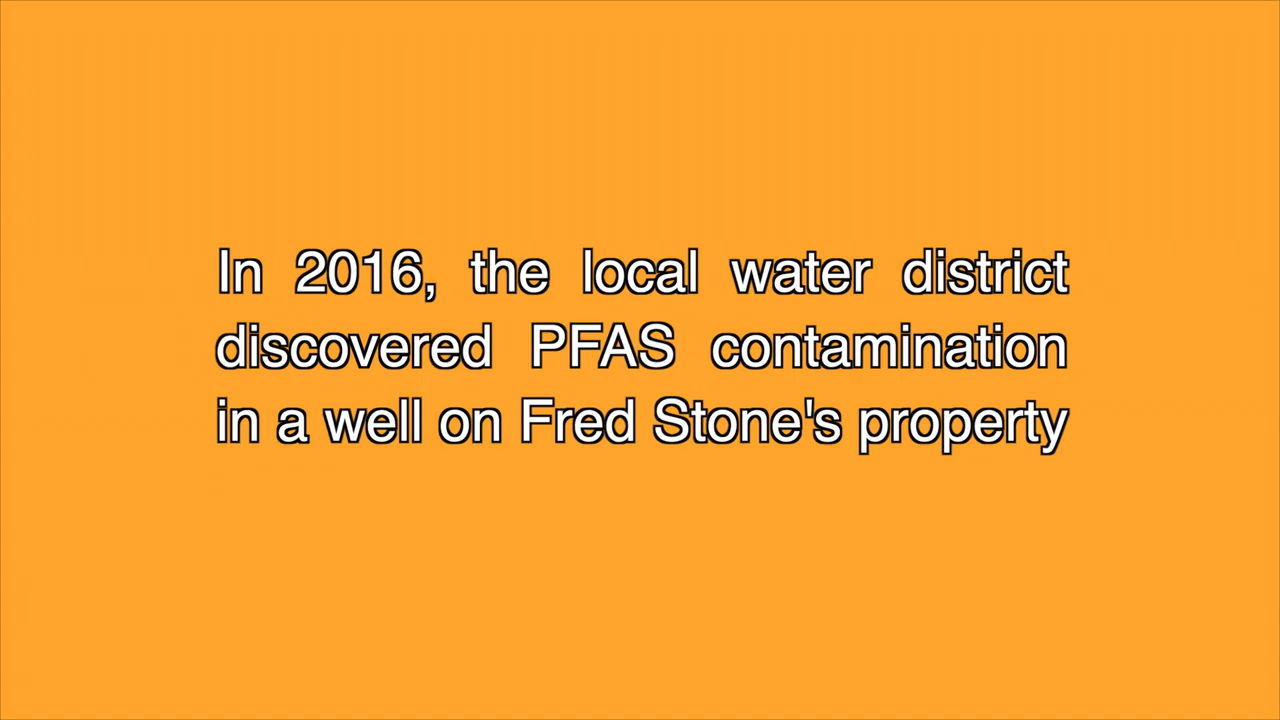 In 2016, the local water district
discovered PFAS contamination
in a well on Fred Stone's property